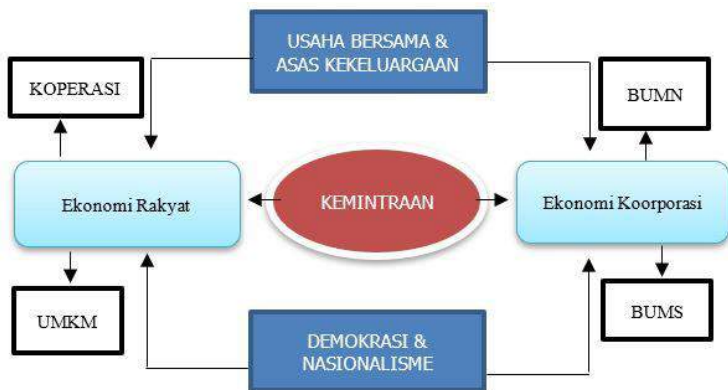 USAHA BERSAMA &
ASAS KEKELUARGAAN
KOPERASI
BUMN
Ekonomi Rakyat
KEMINTRAAN
Ekonomi Koorporasi
UMKM
BUMS
DEMOKRASI &
NASIONALISME